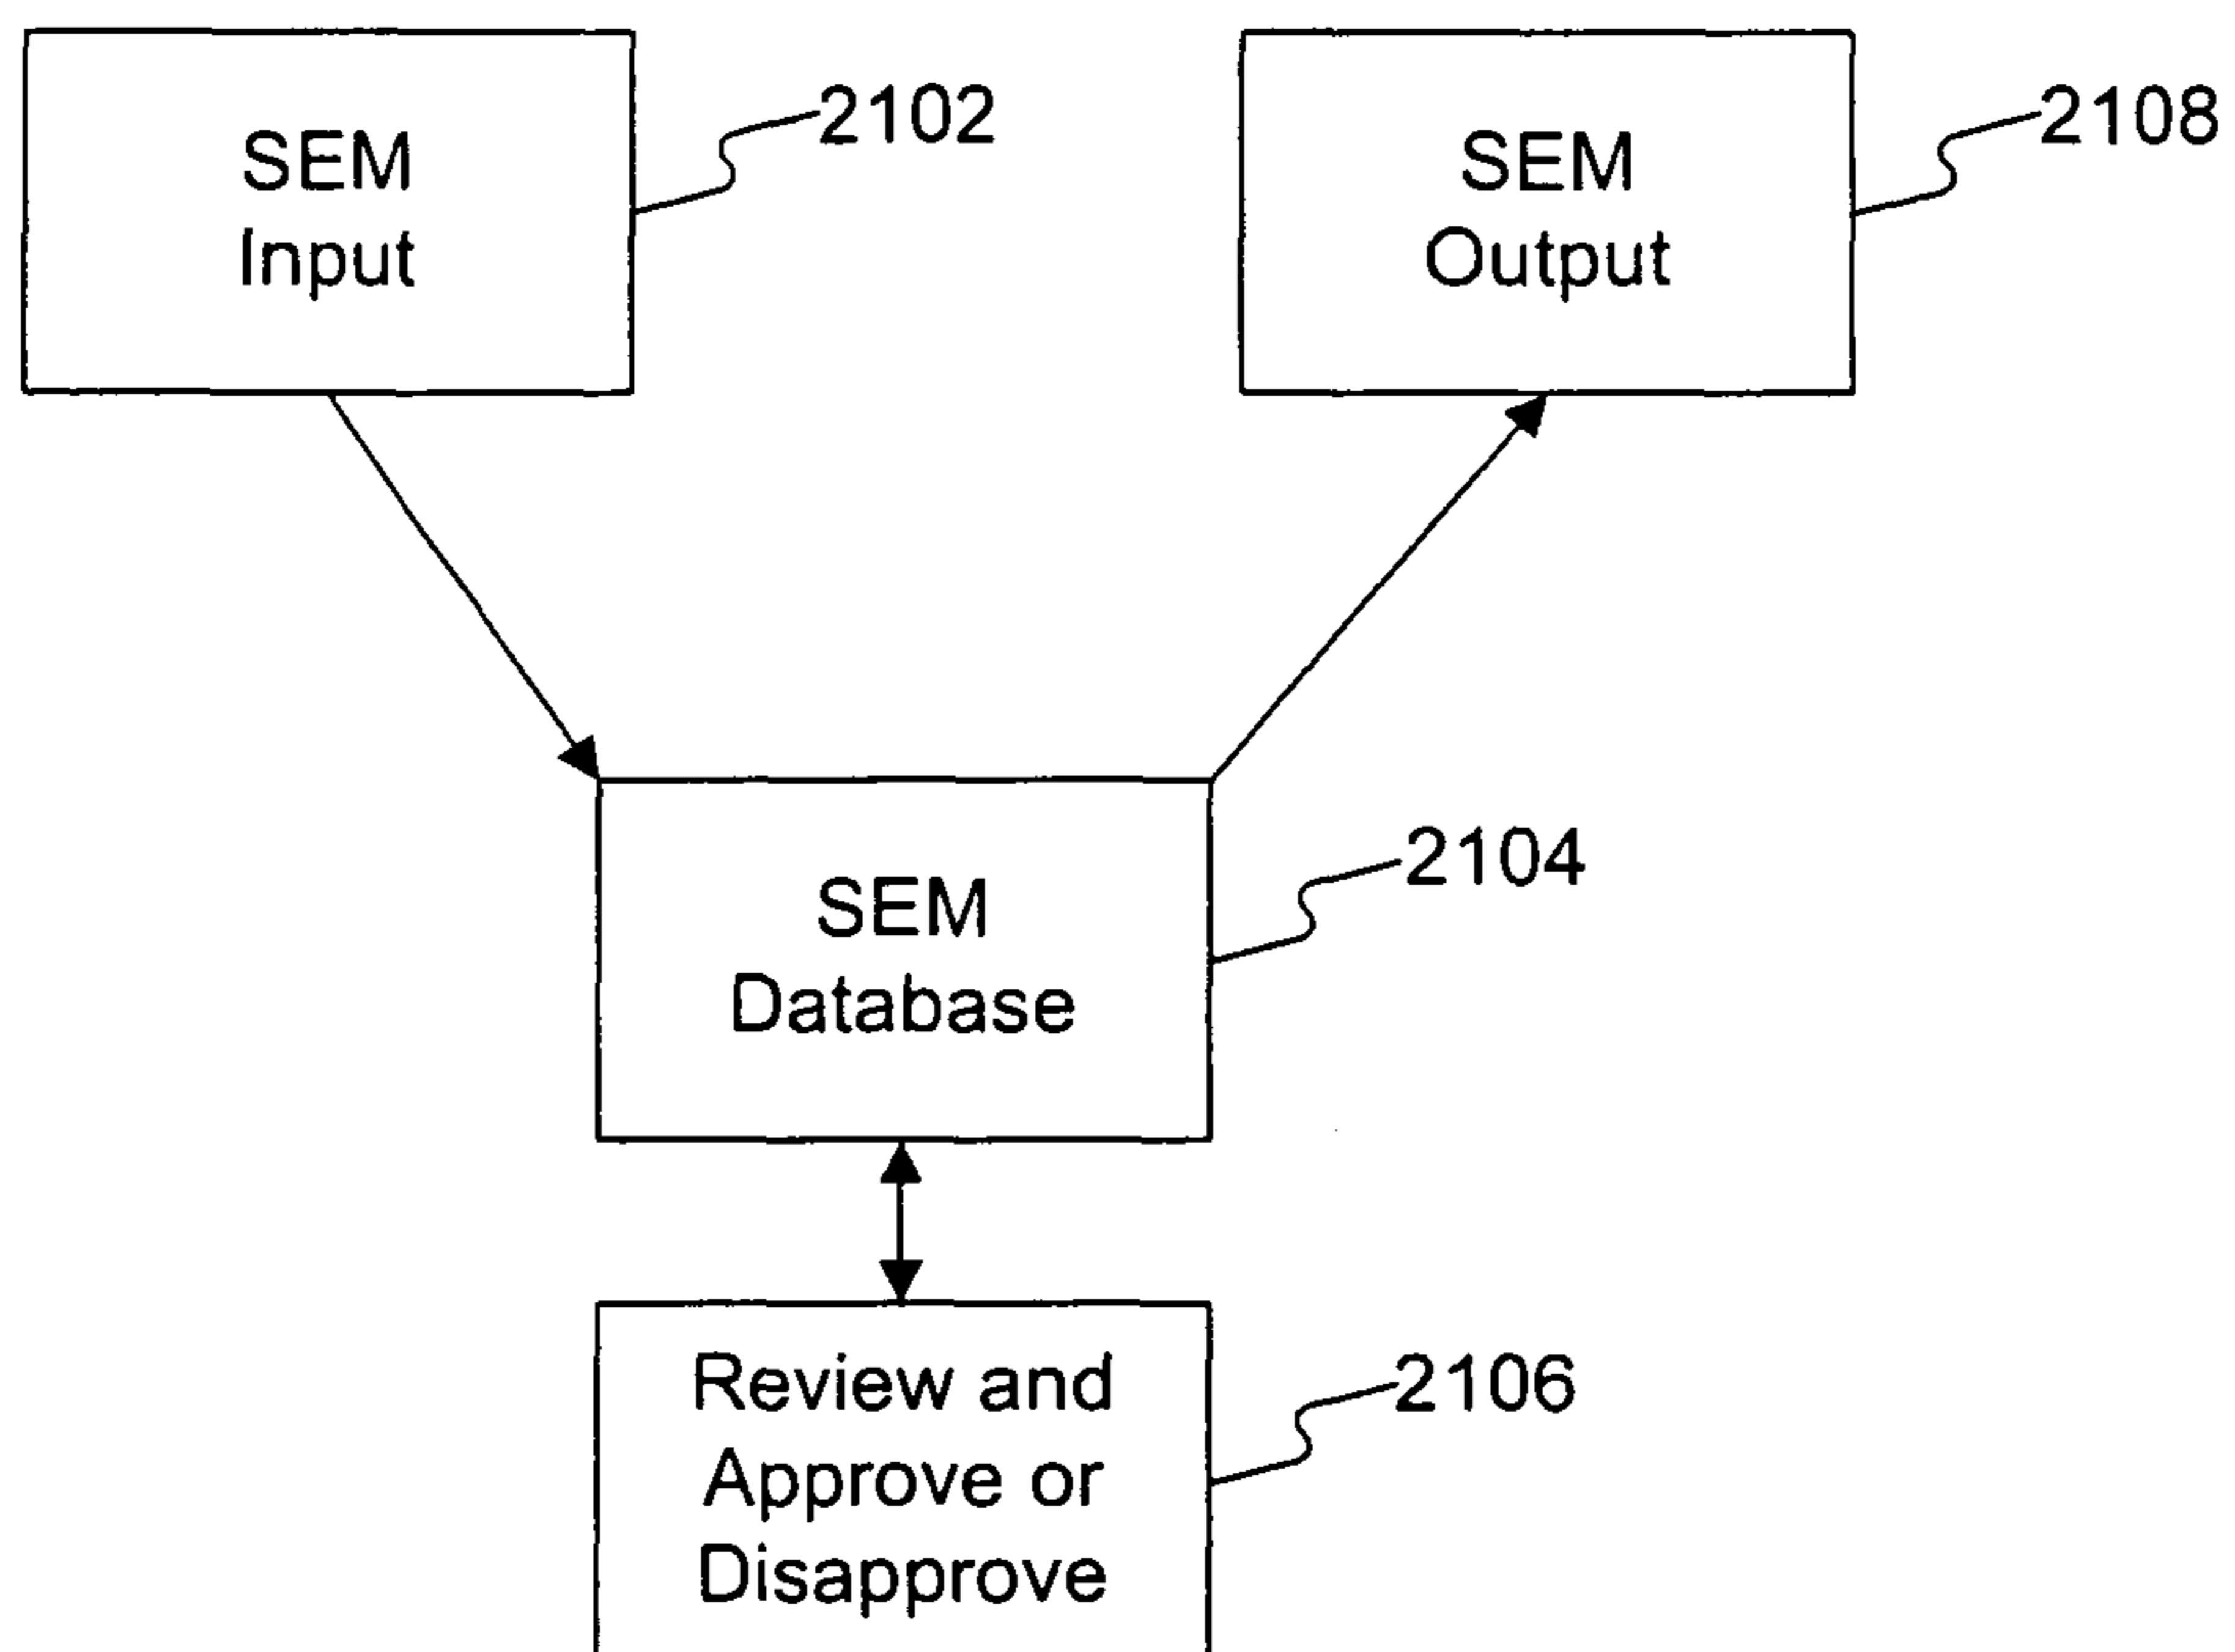 SEM
Input
2102
SEM
Output
2108
SEM
Database
2104
Review and
Approve or
Disapprove
2106